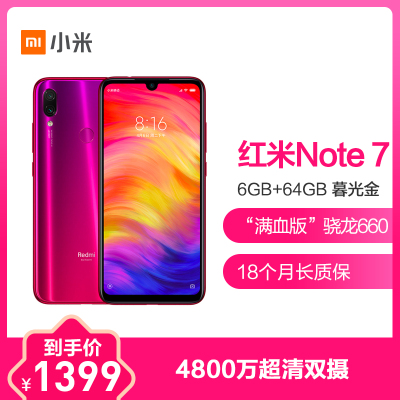 mi 小米
红米Note 7
6GB+64GB 暮光金
“满血版”骁龙660
18个月长质保
8:16
Redmi
到手价
¥1399
4800万超清双摄